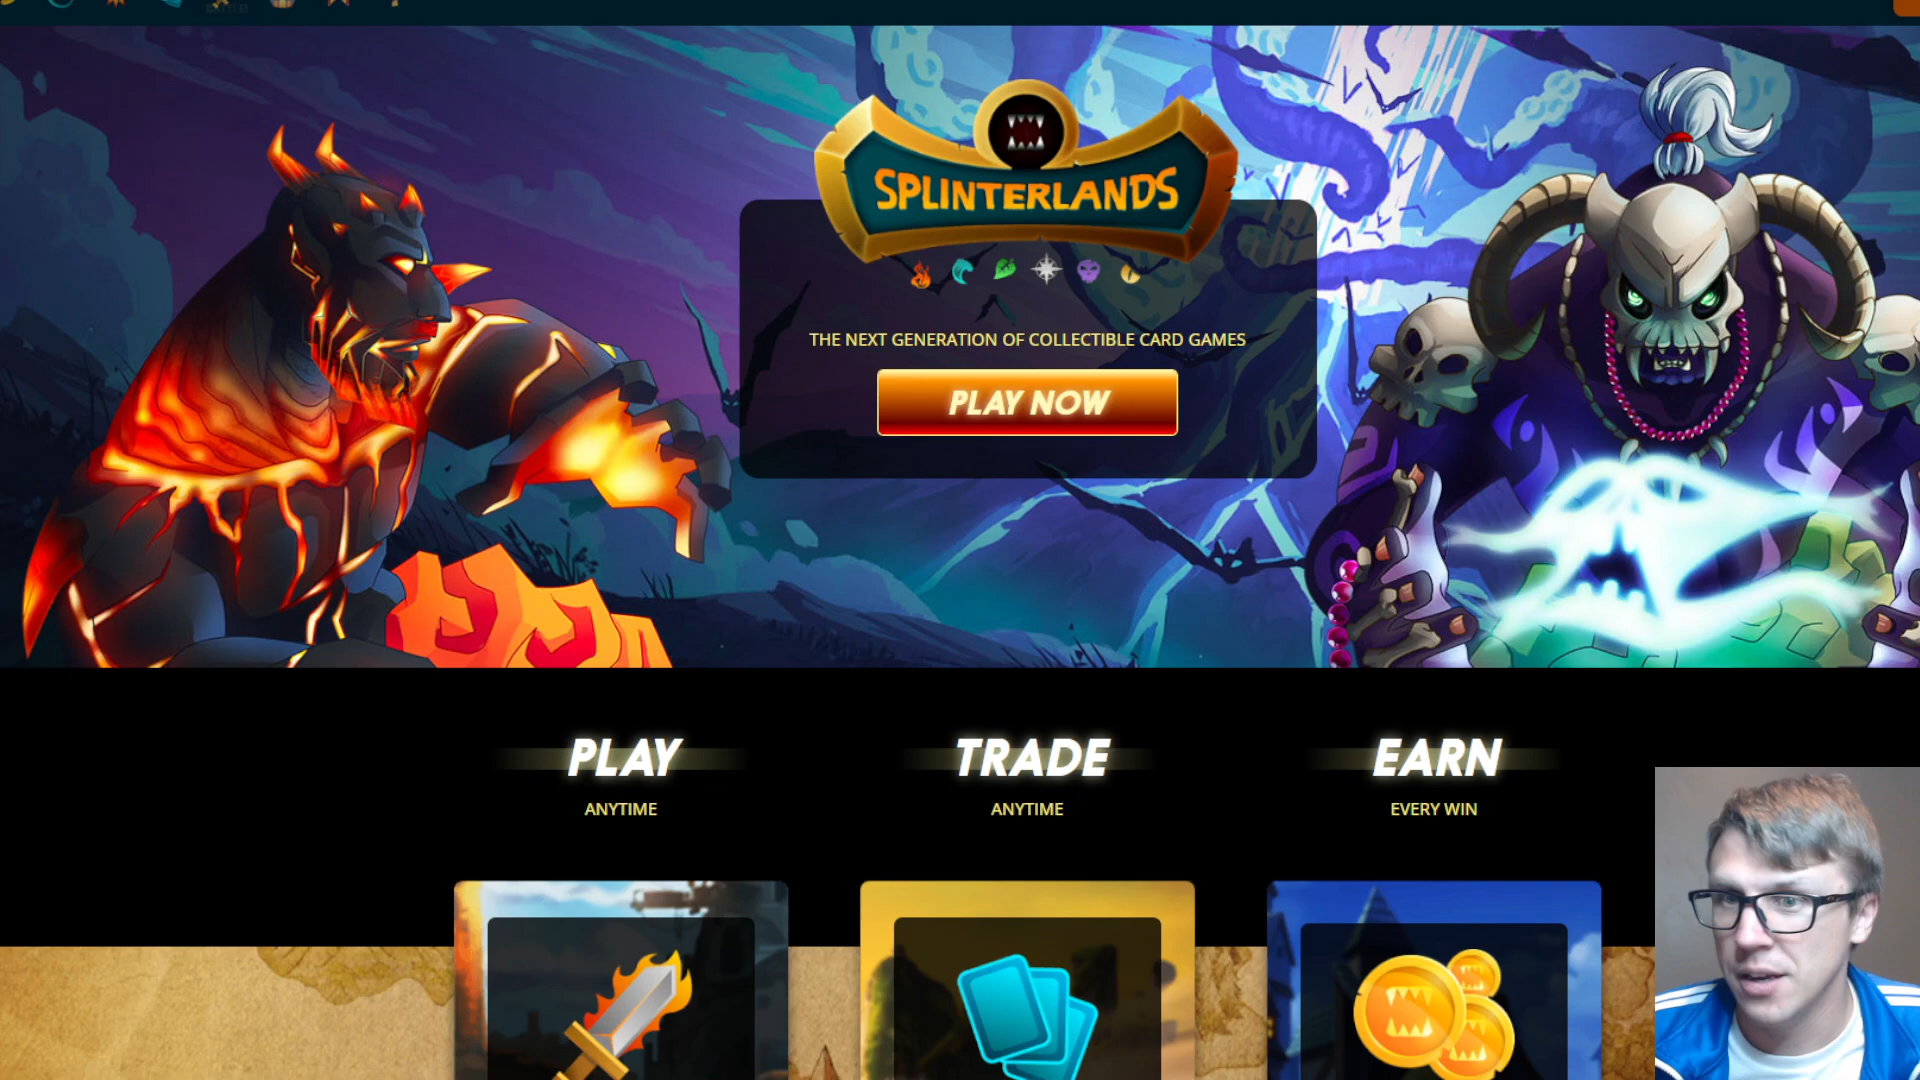 SPLINTERLANDS
THE NEXT GENERATION OF COLLECTIBLE CARD GAMES
PLAY NOW
PLAY
TRADE
EARN
ANYTIME
ANYTIME
EVERY WIN